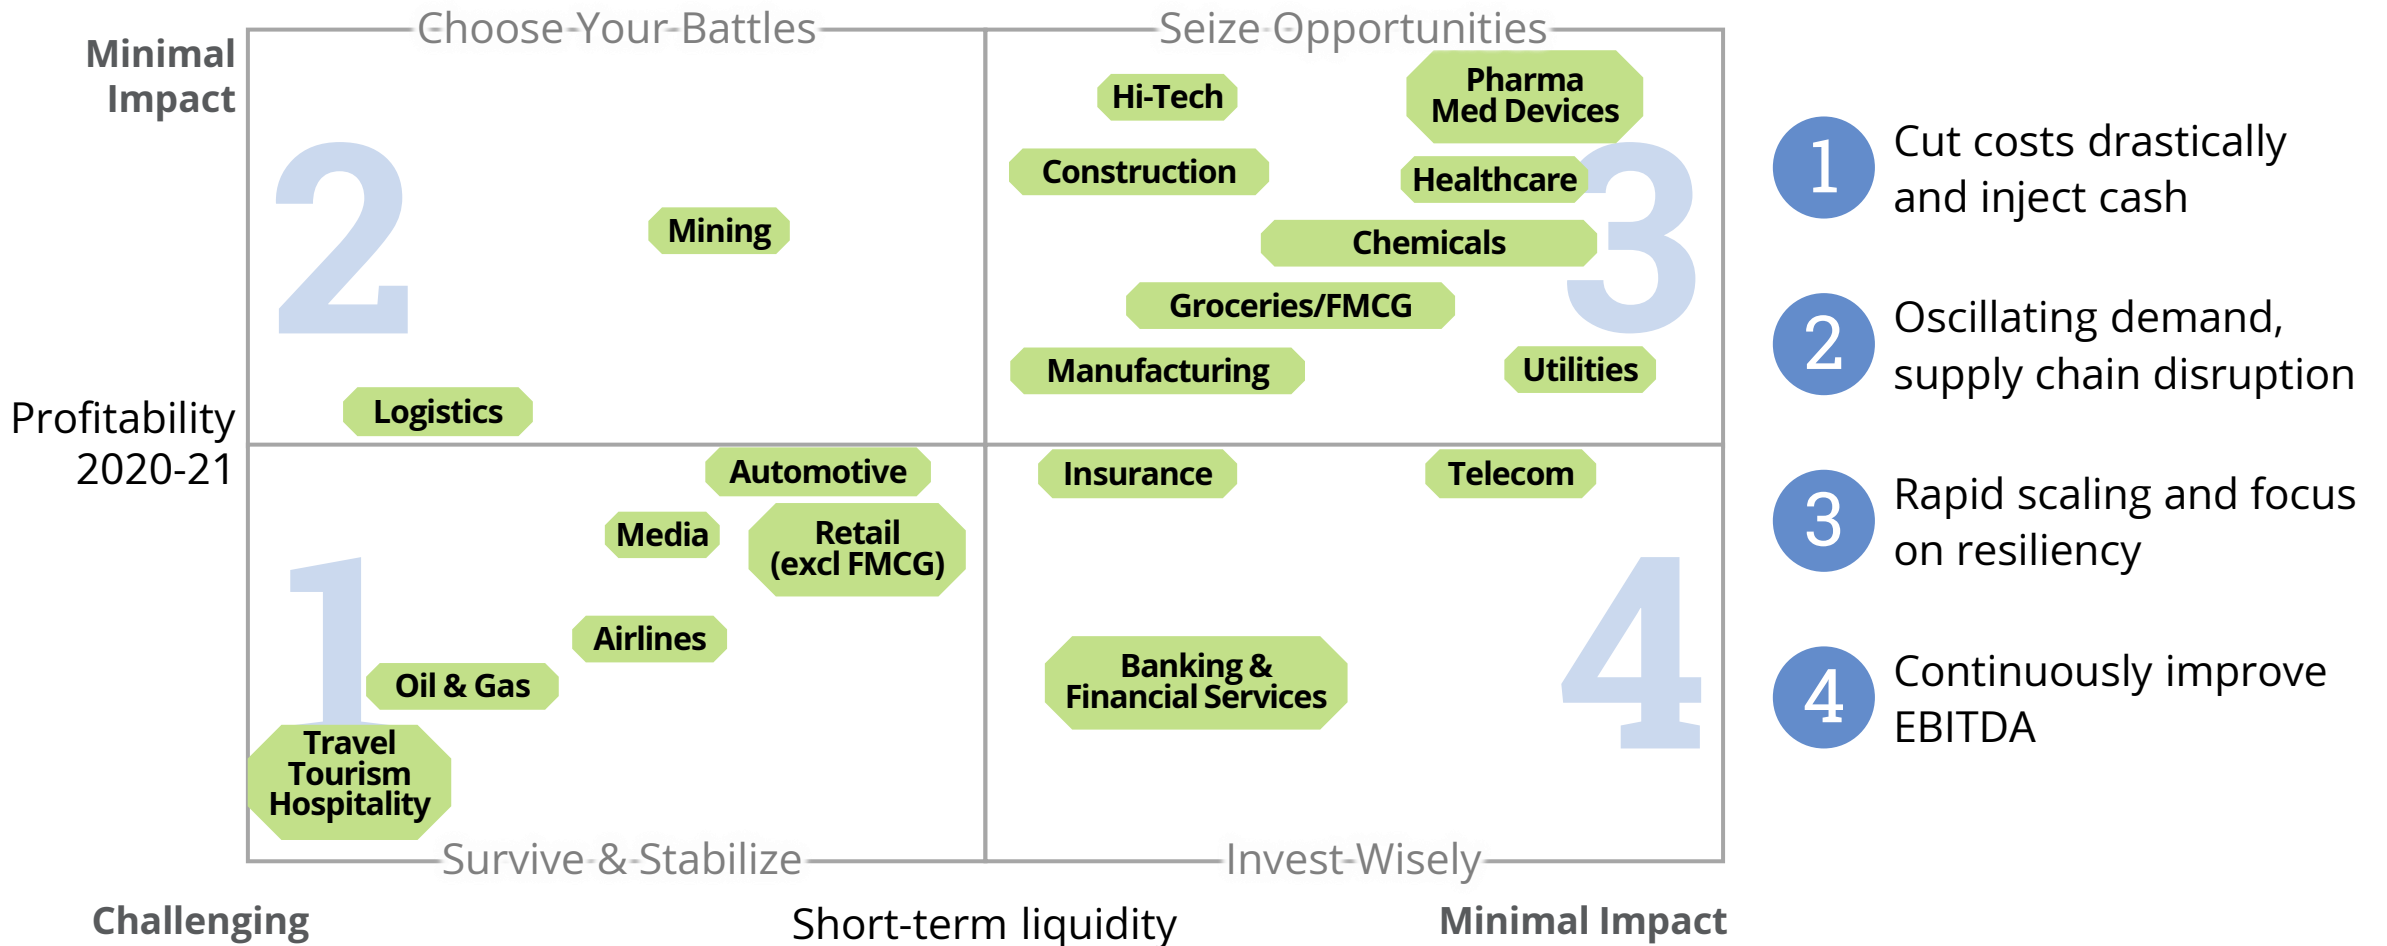 Choose Your Battles
Seize Opportunities
Minimal
Impact
Hi-Tech
Pharma
Med Devices
Construction
Healthcare
2
Mining
3
Chemicals
Groceries/FMCG
Manufacturing
Utilities
Logistics
Profitability
2020-21
Automotive
Insurance
Telecom
Media
Retail
(excl FMCG)
Airlines
1
Oil & Gas
Banking &
Financial Services
4
Travel
Tourism
Hospitality
Survive & Stabilize
Invest Wisely
Challenging
Short-term liquidity
Minimal Impact
1
Cut costs drastically
and inject cash
2
Oscillating demand,
supply chain disruption
3
Rapid scaling and focus
on resiliency
4
Continuously improve
EBITDA